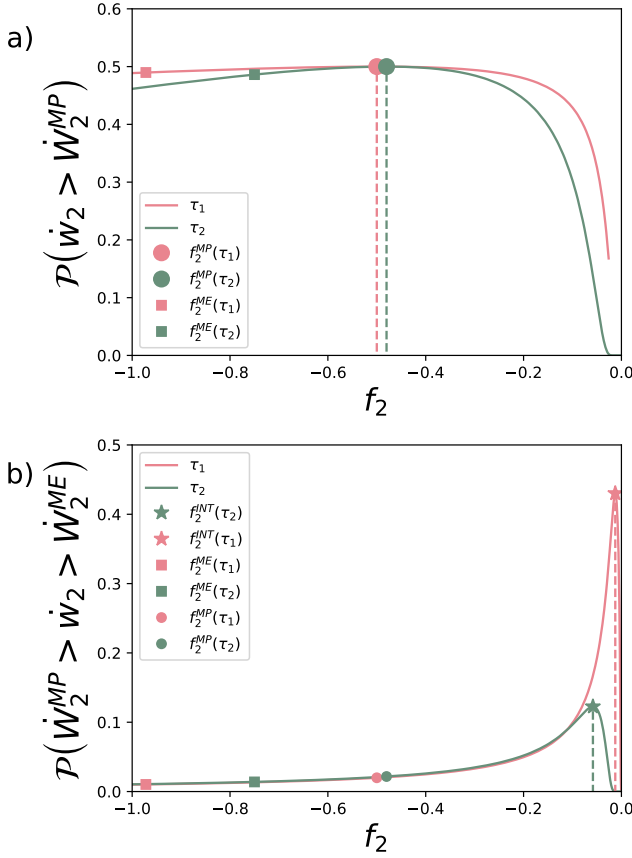 a)
0.6
0.5
0.4
0.3
0.2
0.1
0.0
𝒫(ẇ₂ > Ẇ₂^{MP})
τ₁
τ₂
f₂^{MP}(τ₁)
f₂^{MP}(τ₂)
f₂^{ME}(τ₁)
f₂^{ME}(τ₂)
−1.0 −0.8 −0.6 −0.4 −0.2 0.0
f₂
b)
0.5
0.4
0.3
0.2
0.1
0.0
𝒫(Ẇ₂^{MP} > ẇ₂ > Ẇ₂^{ME})
τ₁
τ₂
f₂^{INT}(τ₂)
f₂^{INT}(τ₁)
f₂^{ME}(τ₁)
f₂^{ME}(τ₂)
f₂^{MP}(τ₁)
f₂^{MP}(τ₂)
−1.0 −0.8 −0.6 −0.4 −0.2 0.0
f₂